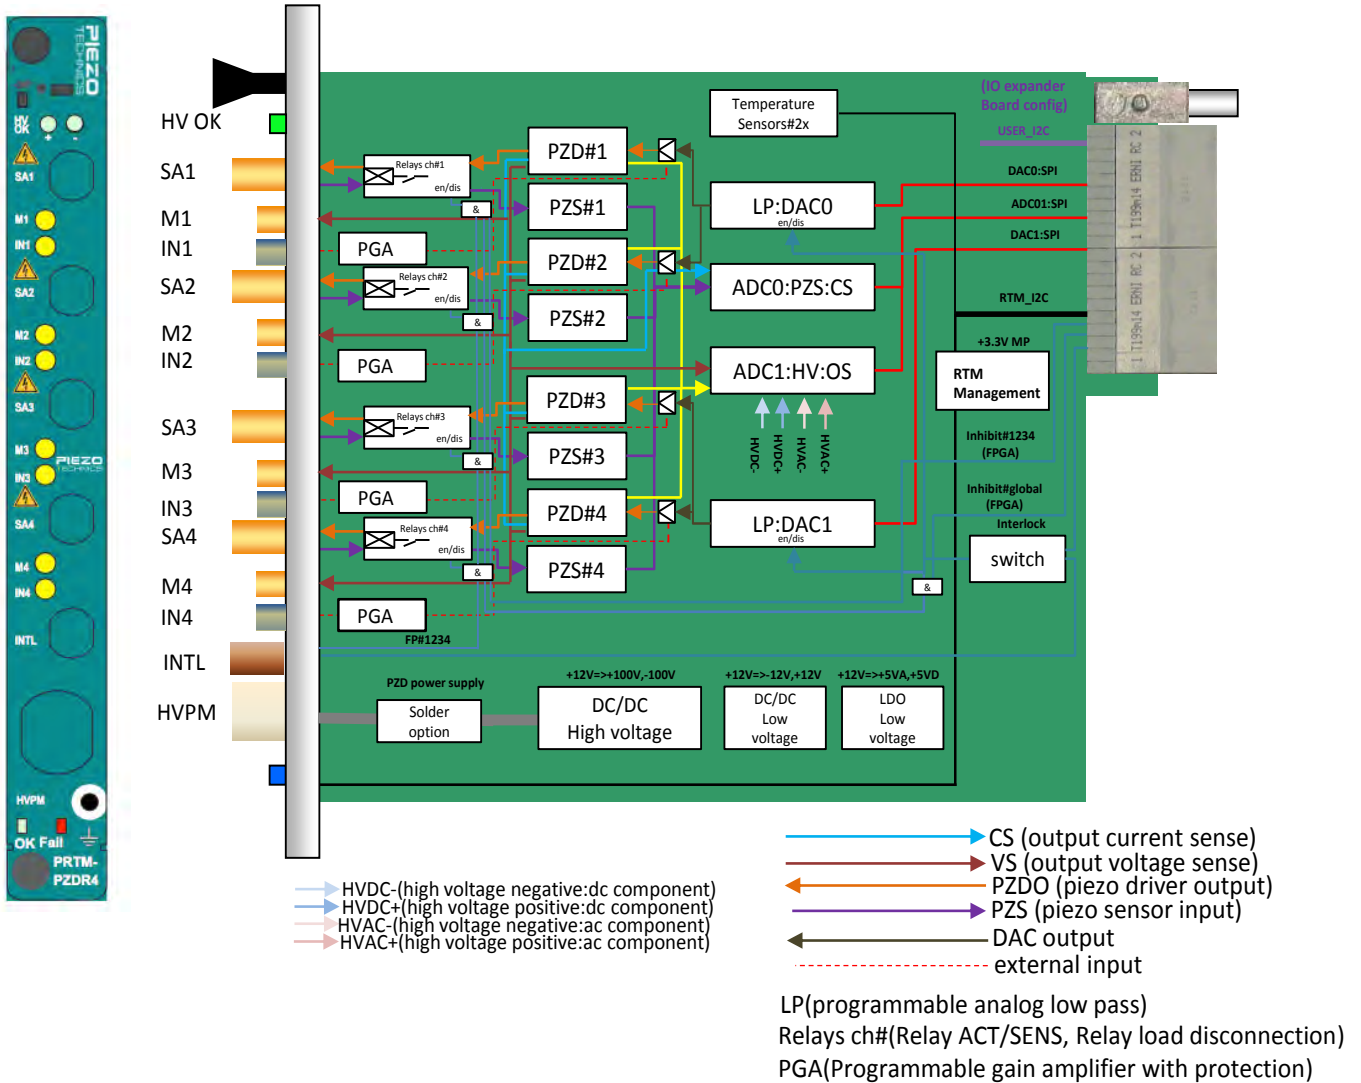 PIEZO
TECHNICS
HV
OK
+ -
SA1
M1
IN1
SA2
M2
IN2
SA3
M3
PIEZO
TECHNICS
IN3
SA4
M4
IN4
INTL
HVPM
OK Fail
PRTM-
PZDR4
HV OK
SA1
M1
IN1
SA2
M2
IN2
SA3
M3
IN3
SA4
M4
IN4
INTL
HVPM
Relays ch#1
en/dis
&
PGA
Relays ch#2
en/dis
&
PGA
Relays ch#3
en/dis
&
PGA
Relays ch#4
en/dis
&
PGA
FP#1234
PZD#1
PZS#1
PZD#2
PZS#2
PZD#3
PZS#3
PZD#4
PZS#4
Temperature
Sensors#2x
LP:DAC0
en/dis
ADC0:PZS:CS
ADC1:HV:OS
HVDC-
HVDC+
HVAC-
HVAC+
LP:DAC1
en/dis
(IO expander
Board config)
USER_I2C
DAC0:SPI
ADC01:SPI
DAC1:SPI
RTM_I2C
+3.3V MP
RTM
Management
Inhibit#1234
(FPGA)
Inhibit#global
(FPGA)
Interlock
switch
&
PZD power supply
Solder
option
+12V=>+100V,-100V
DC/DC
High voltage
+12V=>-12V,+12V
DC/DC
Low
voltage
+12V=>+5VA,+5VD
LDO
Low
voltage
HVDC-(high voltage negative:dc component)
HVDC+(high voltage positive:dc component)
HVAC-(high voltage negative:ac component)
HVAC+(high voltage positive:ac component)
CS (output current sense)
VS (output voltage sense)
PZDO (piezo driver output)
PZS (piezo sensor input)
DAC output
external input
LP(programmable analog low pass)
Relays ch#(Relay ACT/SENS, Relay load disconnection)
PGA(Programmable gain amplifier with protection)